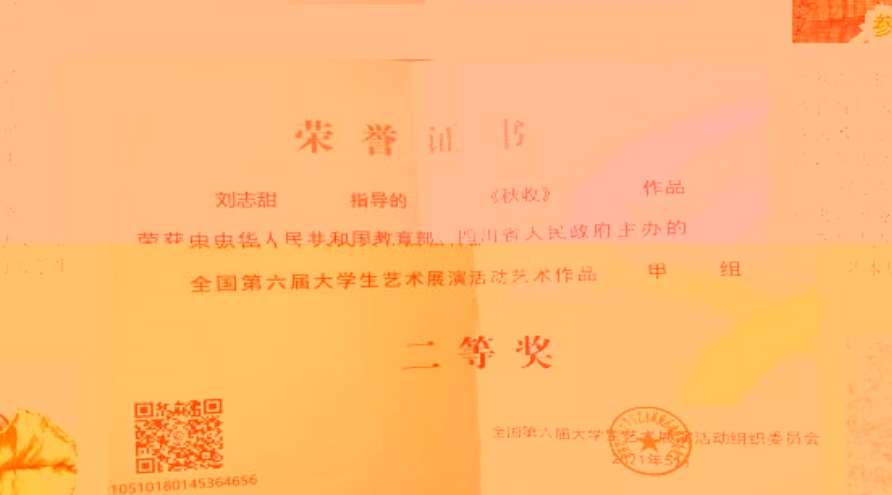 参
荣誉证书
刘志甜 指导的 《秋收》 作品
荣获由中华人民共和国教育部、四川省人民政府主办的
全国第六届大学生艺术展演活动艺术作品 甲 组
二等奖
全国第六届大学生艺术展演活动组织委员会
2021年5月
10510180145364656